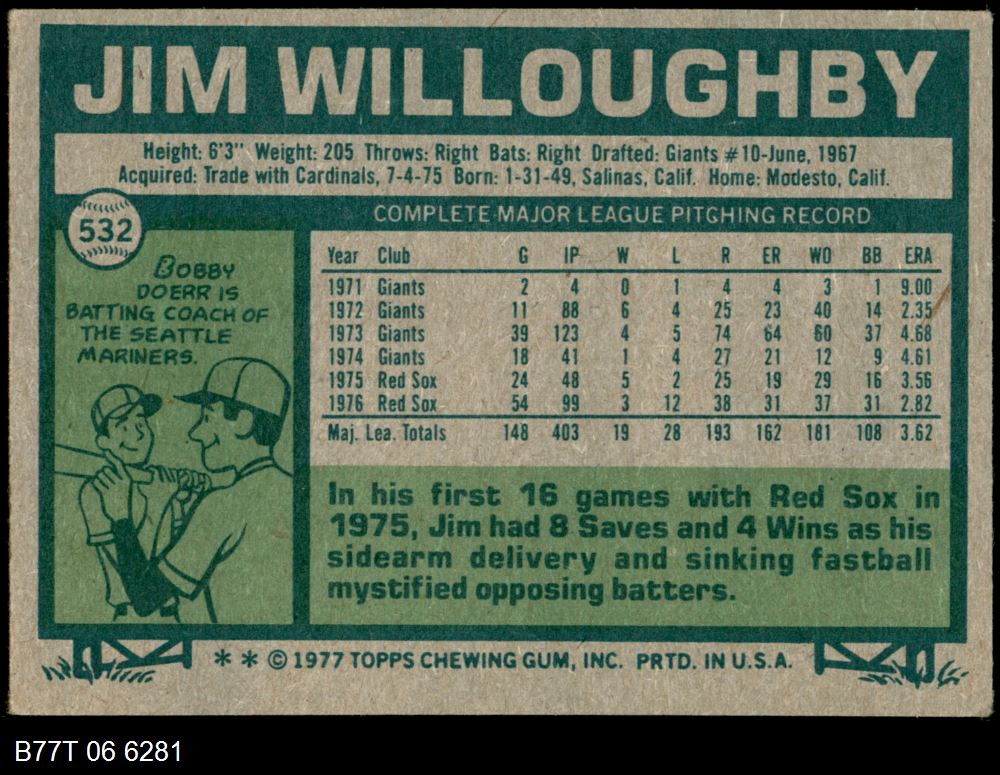 JIM WILLOUGHBY
Height: 6'3" Weight: 205 Throws: Right Bats: Right Drafted: Giants #10-June, 1967
Acquired: Trade with Cardinals, 7-4-75 Born: 1-31-49, Salinas, Calif. Home: Modesto, Calif.
532
BOBBY
DOERR IS
BATTING COACH OF
THE SEATTLE
MARINERS.
COMPLETE MAJOR LEAGUE PITCHING RECORD
Year Club G IP W L R ER WO BB ERA
1971 Giants 2 4 0 1 4 4 3 1 9.00
1972 Giants 11 88 6 4 25 23 40 14 2.35
1973 Giants 39 123 4 5 74 64 60 37 4.68
1974 Giants 18 41 1 4 27 21 12 9 4.61
1975 Red Sox 24 48 5 2 25 19 29 16 3.56
1976 Red Sox 54 99 3 12 38 31 37 31 2.82
Maj. Lea. Totals 148 403 19 28 193 162 181 108 3.62
In his first 16 games with Red Sox in
1975, Jim had 8 Saves and 4 Wins as his
sidearm delivery and sinking fastball
mystified opposing batters.
* * © 1977 TOPPS CHEWING GUM, INC. PRTD. IN U.S.A.
B77T 06 6281